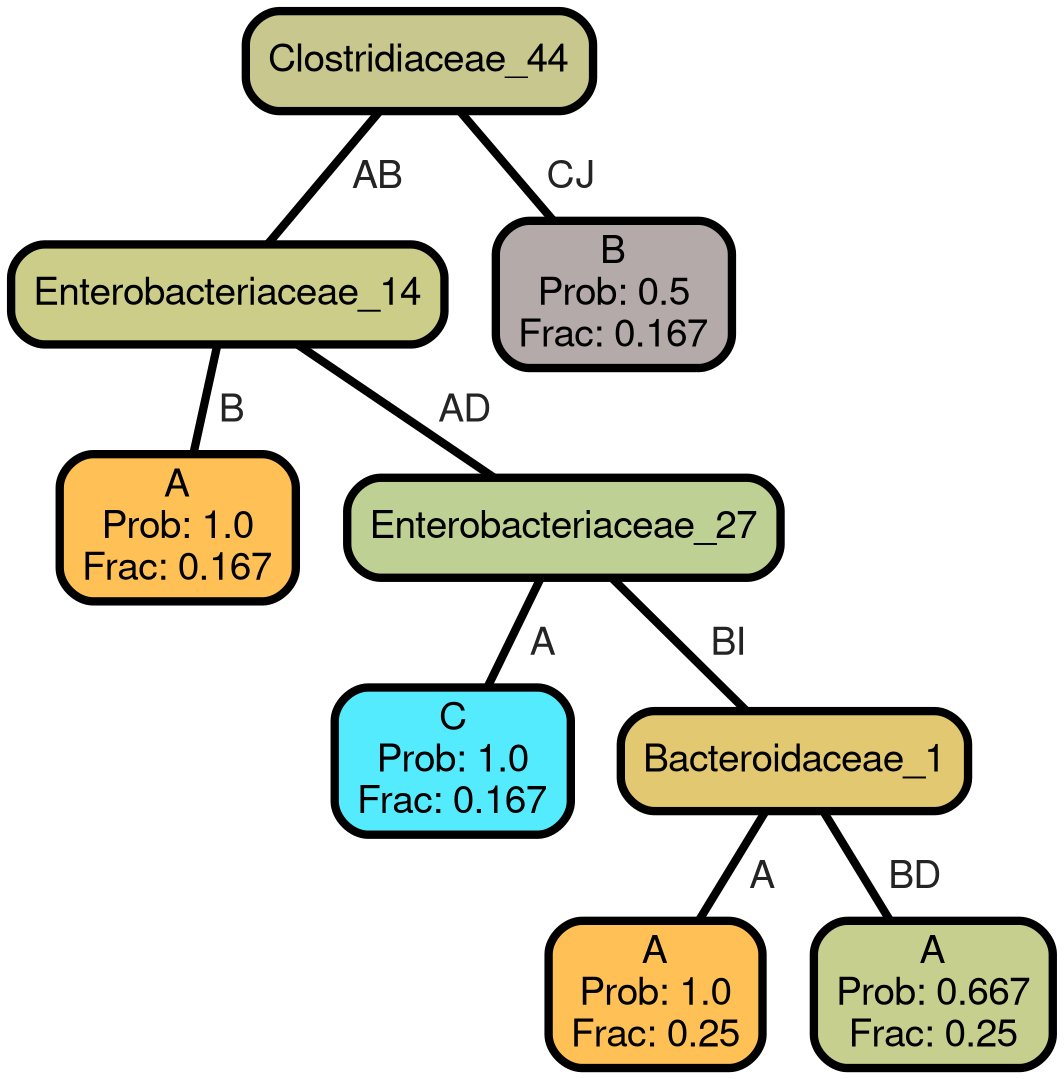 Clostridiaceae_44
AB
CJ
Enterobacteriaceae_14
B
Prob: 0.5
Frac: 0.167
B
AD
A
Prob: 1.0
Frac: 0.167
Enterobacteriaceae_27
A
BI
C
Prob: 1.0
Frac: 0.167
Bacteroidaceae_1
A
BD
A
Prob: 1.0
Frac: 0.25
A
Prob: 0.667
Frac: 0.25